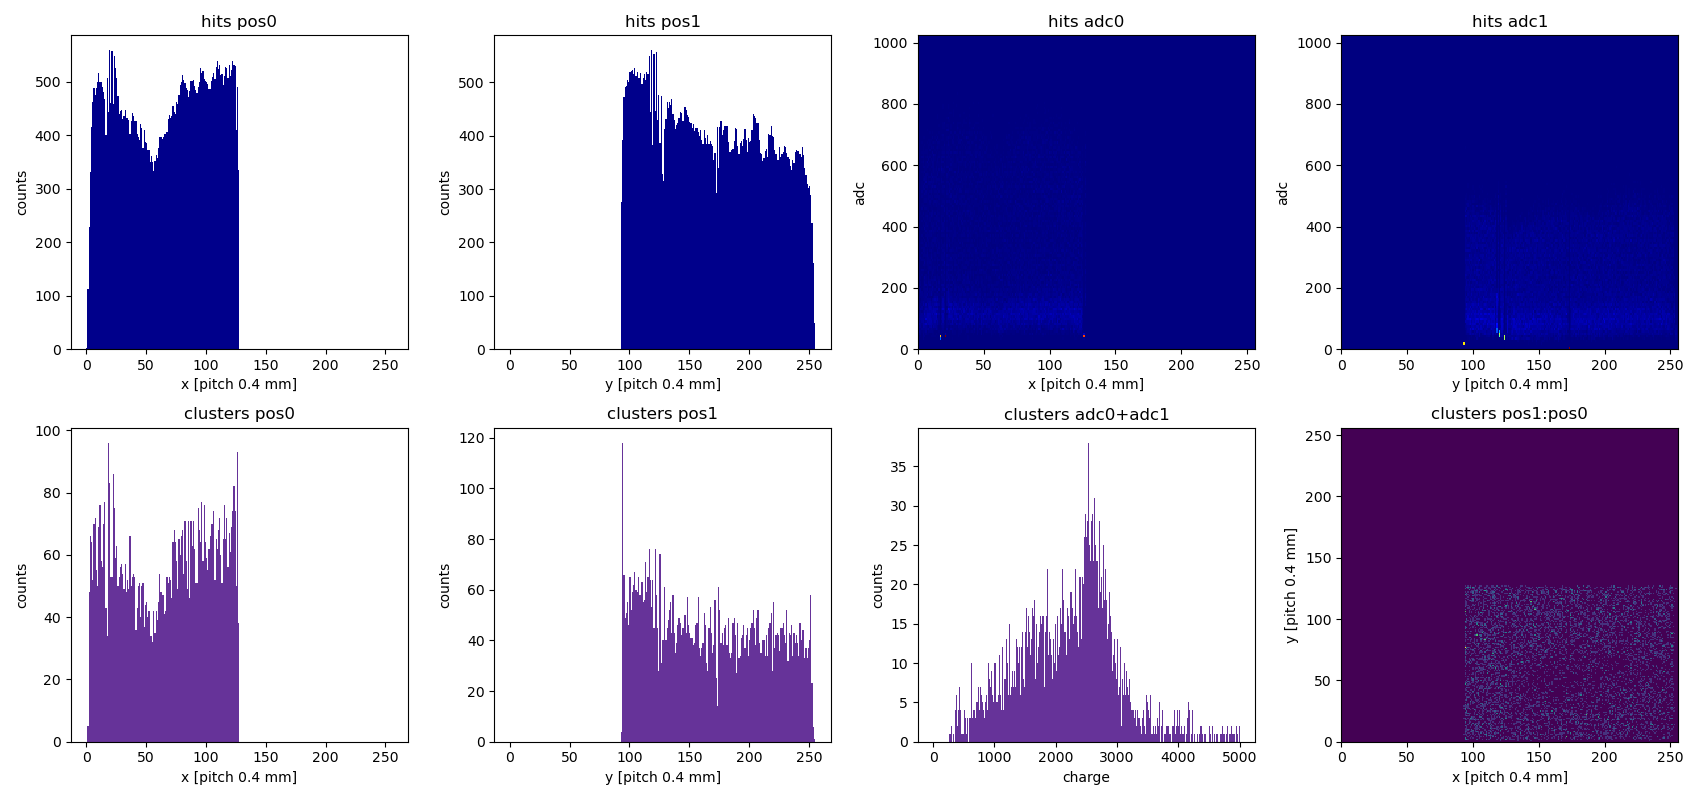 hits pos0
500
400
300
200
100
0
counts
0 50 100 150 200 250
x [pitch 0.4 mm]
hits pos1
500
400
300
200
100
0
counts
0 50 100 150 200 250
y [pitch 0.4 mm]
hits adc0
1000
800
600
400
200
0
adc
0 50 100 150 200 250
x [pitch 0.4 mm]
hits adc1
1000
800
600
400
200
0
adc
0 50 100 150 200 250
y [pitch 0.4 mm]
clusters pos0
100
80
60
40
20
0
counts
0 50 100 150 200 250
x [pitch 0.4 mm]
clusters pos1
120
100
80
60
40
20
0
counts
0 50 100 150 200 250
y [pitch 0.4 mm]
clusters adc0+adc1
35
30
25
20
15
10
5
0
counts
0 1000 2000 3000 4000 5000
charge
clusters pos1:pos0
250
200
150
100
50
0
y [pitch 0.4 mm]
0 50 100 150 200 250
x [pitch 0.4 mm]